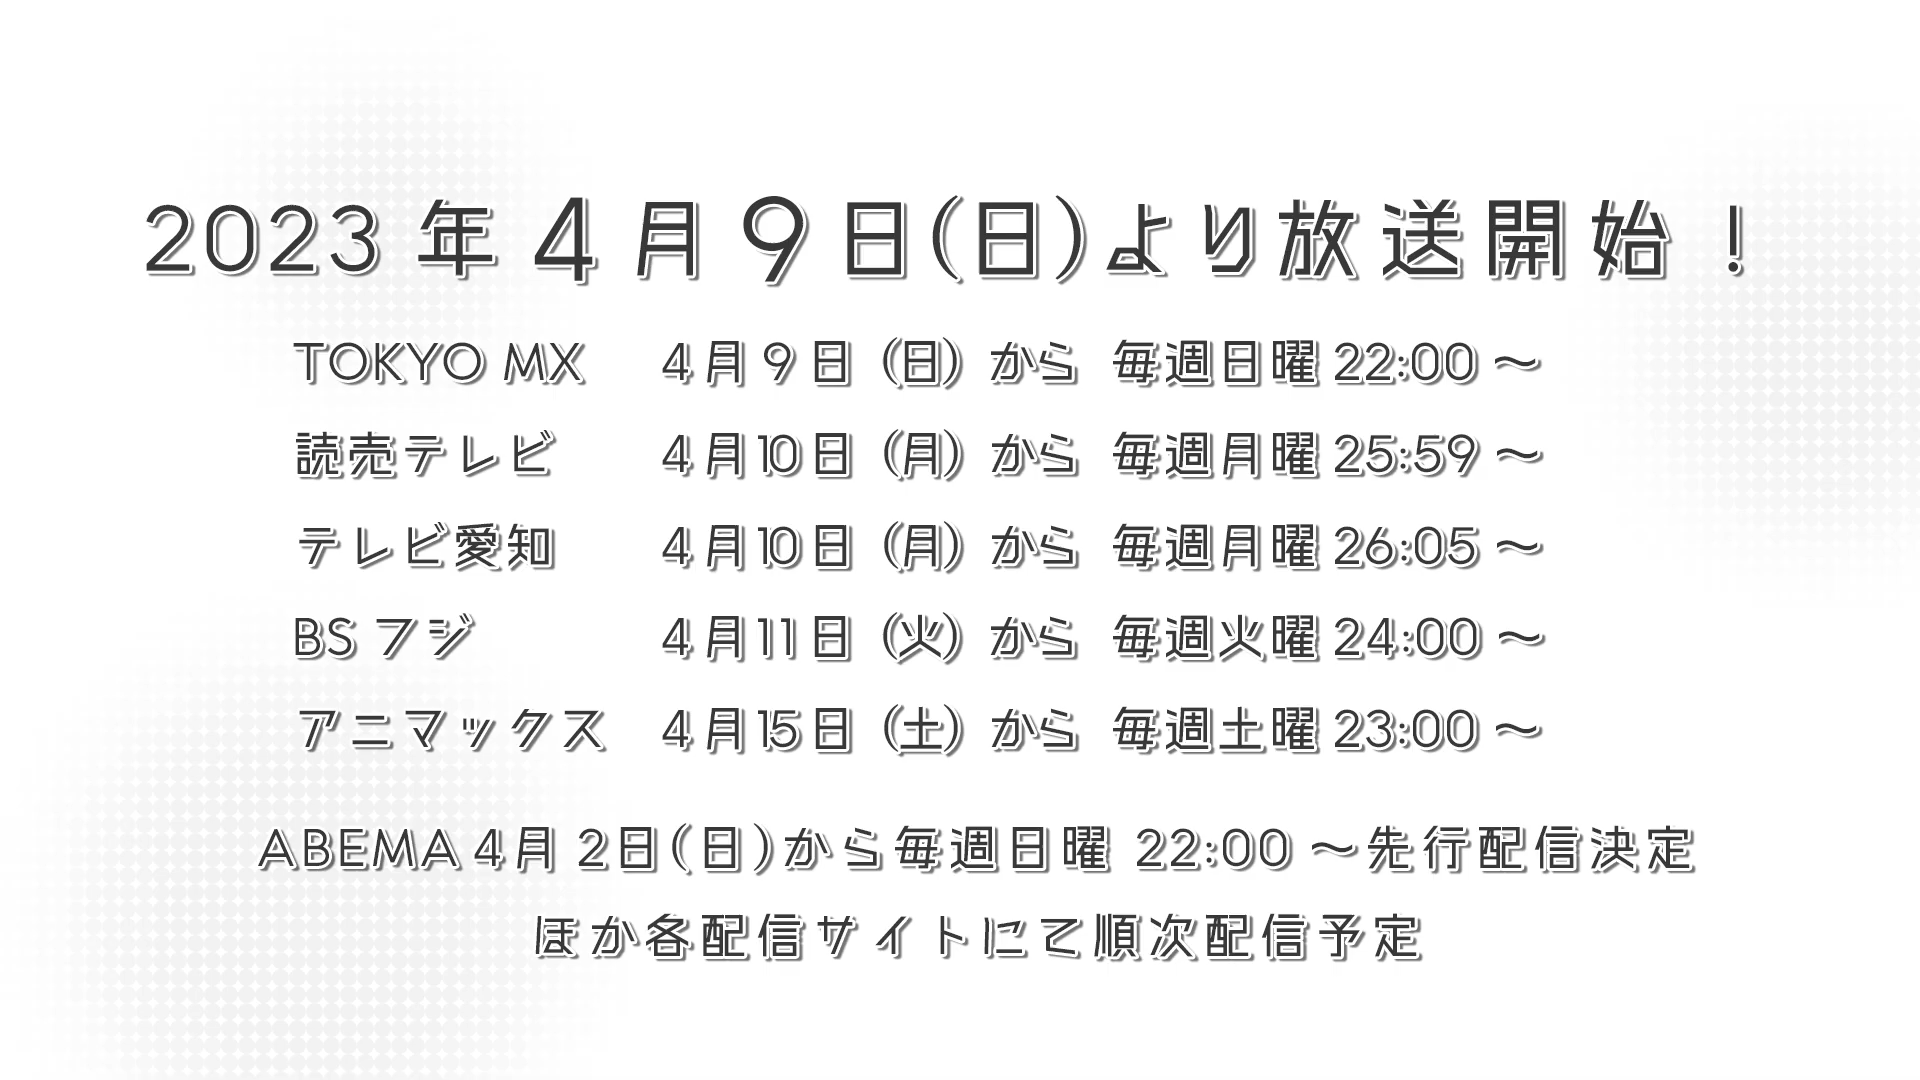 2023年4月9日(日)より放送開始！
TOKYO MX 4月9日（日）から 毎週日曜 22:00～
読売テレビ 4月10日（月）から 毎週月曜 25:59～
テレビ愛知 4月10日（月）から 毎週月曜 26:05～
BSフジ 4月11日（火）から 毎週火曜 24:00～
アニマックス 4月15日（土）から 毎週土曜 23:00～
ABEMA 4月2日(日)から毎週日曜 22:00～先行配信決定
ほか各配信サイトにて順次配信予定